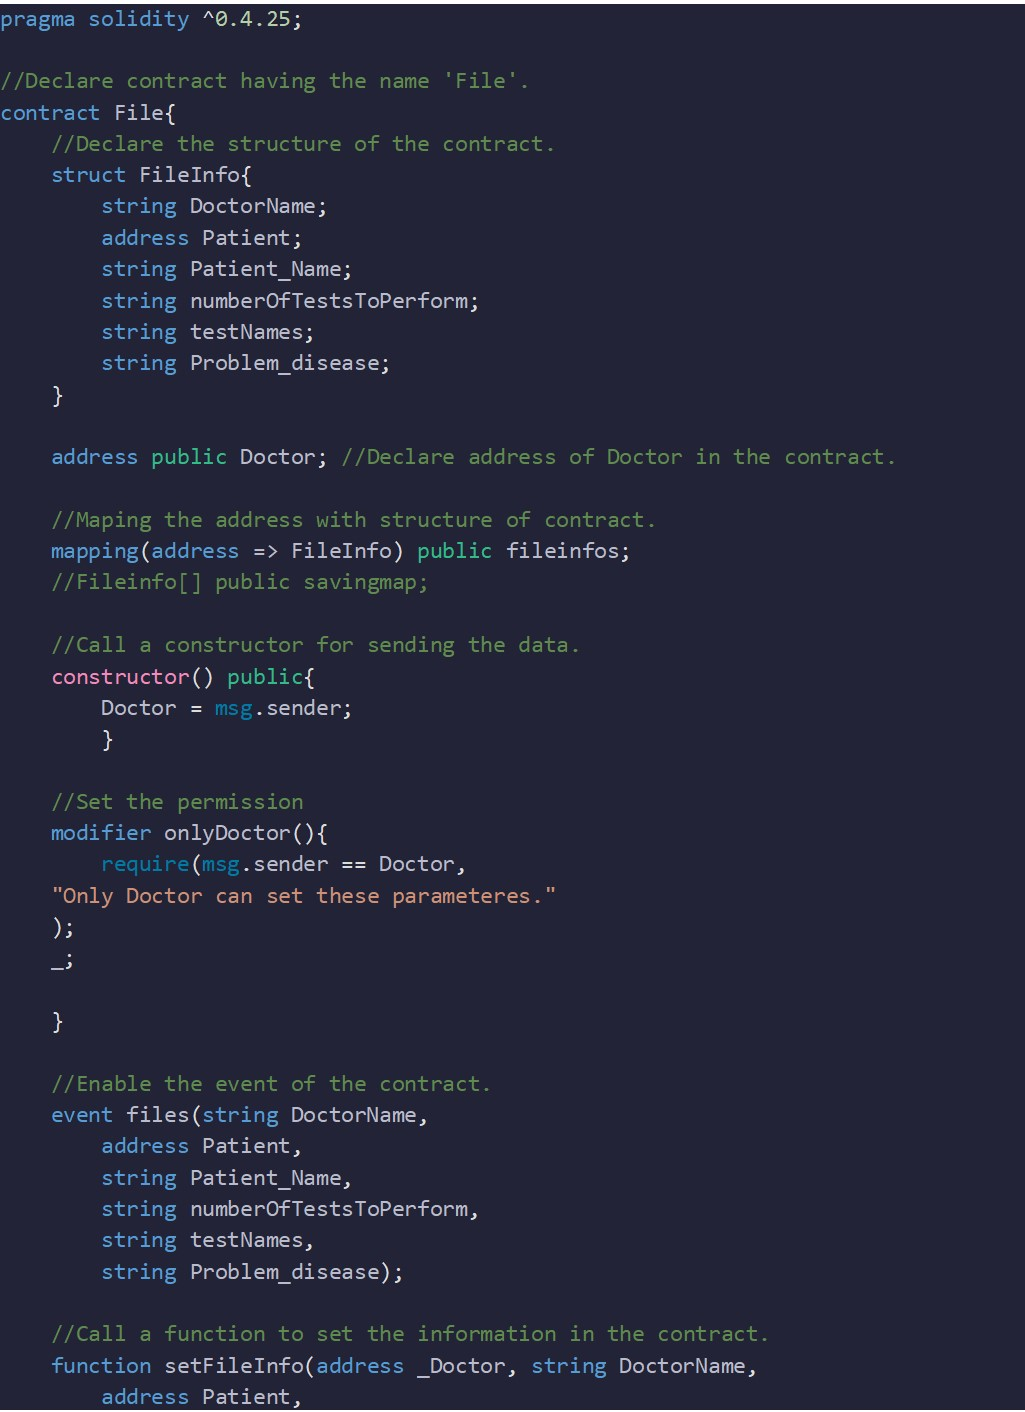 pragma solidity ^0.4.25;
//Declare contract having the name 'File'.
contract File{
//Declare the structure of the contract.
struct FileInfo{
string DoctorName;
address Patient;
string Patient_Name;
string numberOfTestsToPerform;
string testNames;
string Problem_disease;
}
address public Doctor; //Declare address of Doctor in the contract.
//Maping the address with structure of contract.
mapping(address => FileInfo) public fileinfos;
//Fileinfo[] public savingmap;
//Call a constructor for sending the data.
constructor() public{
Doctor = msg.sender;
}
//Set the permission
modifier onlyDoctor(){
require(msg.sender == Doctor,
"Only Doctor can set these parameteres."
);
_;
}
//Enable the event of the contract.
event files(string DoctorName,
address Patient,
string Patient_Name,
string numberOfTestsToPerform,
string testNames,
string Problem_disease);
//Call a function to set the information in the contract.
function setFileInfo(address _Doctor, string DoctorName,
address Patient,